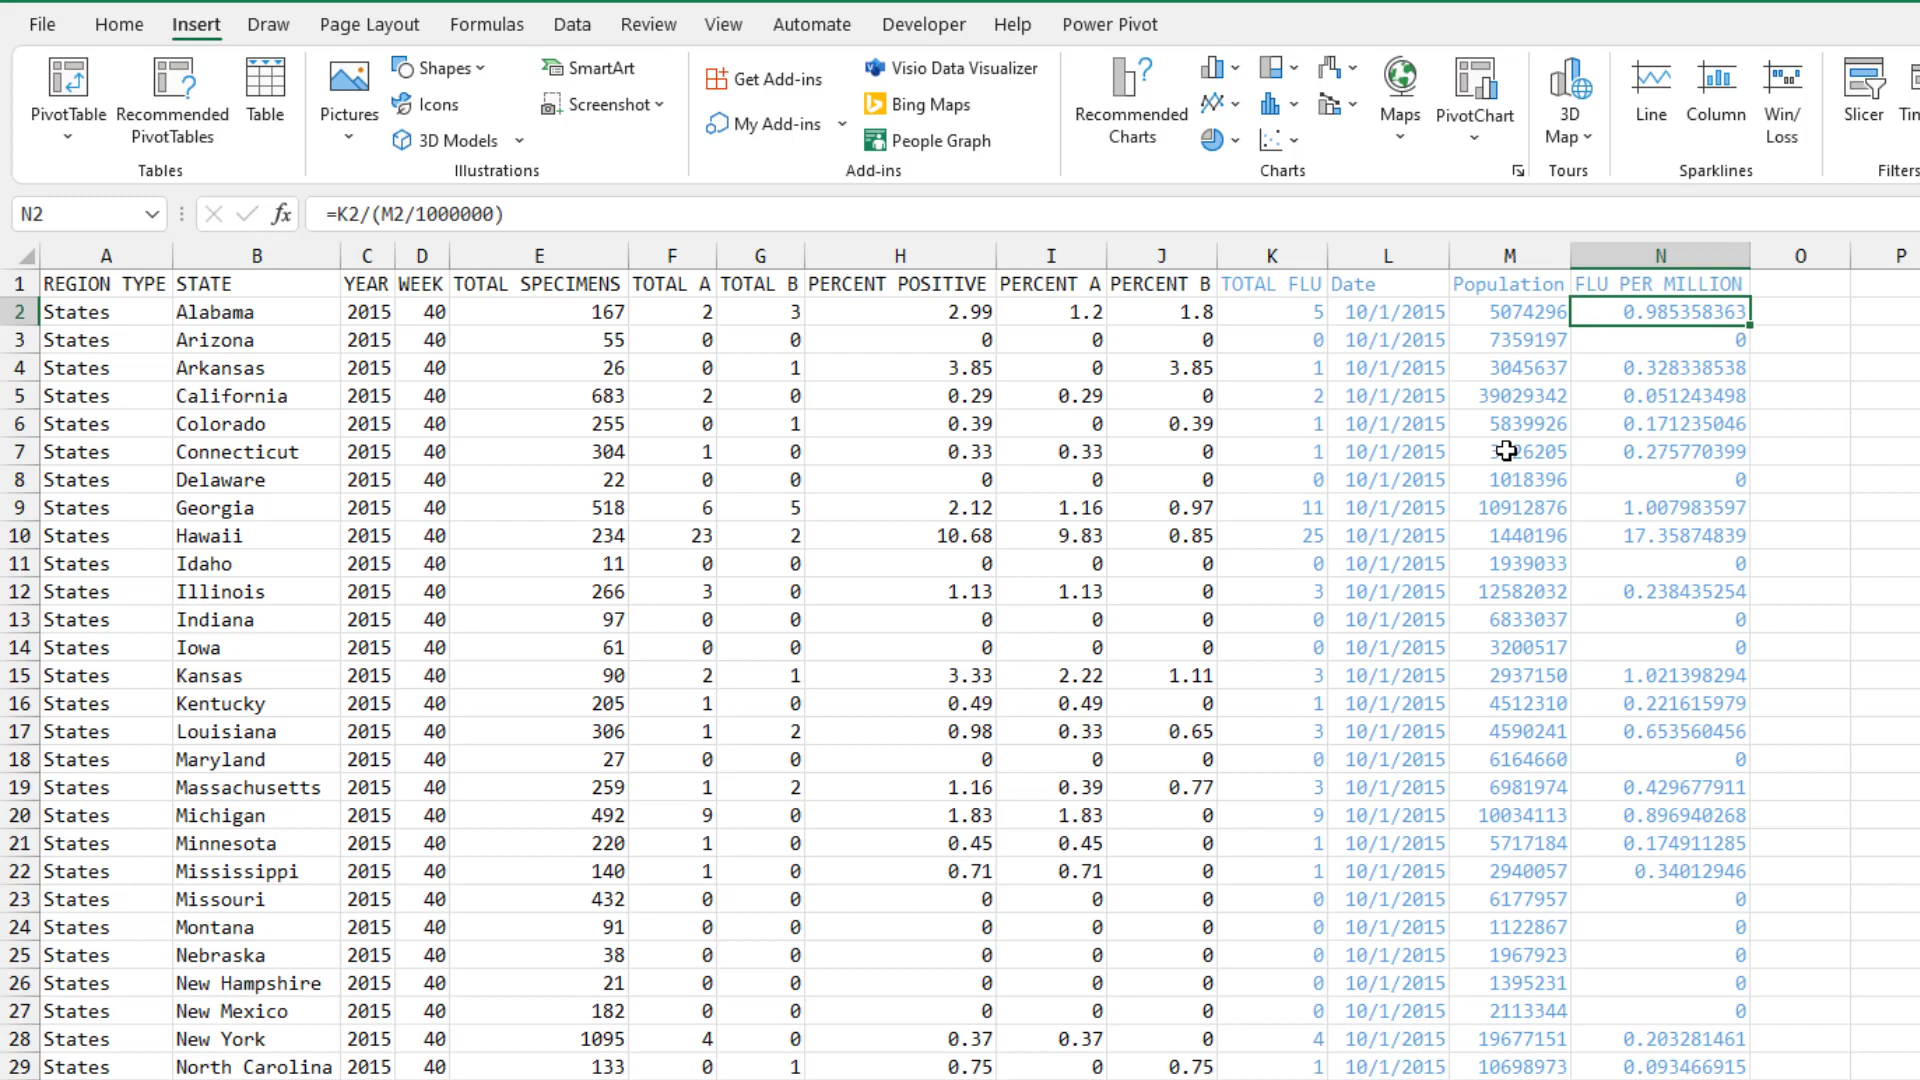 File Home Insert Draw Page Layout Formulas Data Review View Automate Developer Help Power Pivot
PivotTable Recommended PivotTables Table Pictures Shapes Icons 3D Models SmartArt Screenshot Get Add-ins My Add-ins Visio Data Visualizer Bing Maps People Graph Recommended Charts Maps PivotChart 3D Map Line Column Win/ Loss Slicer
Tables Illustrations Add-ins Charts Tours Sparklines Filters
N2 fx =K2/(M2/1000000)
A B C D E F G H I J K L M N O P
1 REGION TYPE STATE YEAR WEEK TOTAL SPECIMENS TOTAL A TOTAL B PERCENT POSITIVE PERCENT A PERCENT B TOTAL FLU Date Population FLU PER MILLION
2 States Alabama 2015 40 167 2 3 2.99 1.2 1.8 5 10/1/2015 5074296 0.985358363
3 States Arizona 2015 40 55 0 0 0 0 0 0 10/1/2015 7359197 0
4 States Arkansas 2015 40 26 0 1 3.85 0 3.85 1 10/1/2015 3045637 0.328338538
5 States California 2015 40 683 2 0 0.29 0.29 0 2 10/1/2015 39029342 0.051243498
6 States Colorado 2015 40 255 0 1 0.39 0 0.39 1 10/1/2015 5839926 0.171235046
7 States Connecticut 2015 40 304 1 0 0.33 0.33 0 1 10/1/2015 0.275770399
8 States Delaware 2015 40 22 0 0 0 0 0 0 10/1/2015 1018396 0
9 States Georgia 2015 40 518 6 5 2.12 1.16 0.97 11 10/1/2015 10912876 1.007983597
10 States Hawaii 2015 40 234 23 2 10.68 9.83 0.85 25 10/1/2015 1440196 17.35874839
11 States Idaho 2015 40 11 0 0 0 0 0 0 10/1/2015 1939033 0
12 States Illinois 2015 40 266 3 0 1.13 1.13 0 3 10/1/2015 12582032 0.238435254
13 States Indiana 2015 40 97 0 0 0 0 0 0 10/1/2015 6833037 0
14 States Iowa 2015 40 61 0 0 0 0 0 0 10/1/2015 3200517 0
15 States Kansas 2015 40 90 2 1 3.33 2.22 1.11 3 10/1/2015 2937150 1.021398294
16 States Kentucky 2015 40 205 1 0 0.49 0.49 0 1 10/1/2015 4512310 0.221615979
17 States Louisiana 2015 40 306 1 2 0.98 0.33 0.65 3 10/1/2015 4590241 0.653560456
18 States Maryland 2015 40 27 0 0 0 0 0 0 10/1/2015 6164660 0
19 States Massachusetts 2015 40 259 1 2 1.16 0.39 0.77 3 10/1/2015 6981974 0.429677911
20 States Michigan 2015 40 492 9 0 1.83 1.83 0 9 10/1/2015 10034113 0.896940268
21 States Minnesota 2015 40 220 1 0 0.45 0.45 0 1 10/1/2015 5717184 0.174911285
22 States Mississippi 2015 40 140 1 0 0.71 0.71 0 1 10/1/2015 2940057 0.34012946
23 States Missouri 2015 40 432 0 0 0 0 0 0 10/1/2015 6177957 0
24 States Montana 2015 40 91 0 0 0 0 0 0 10/1/2015 1122867 0
25 States Nebraska 2015 40 38 0 0 0 0 0 0 10/1/2015 1967923 0
26 States New Hampshire 2015 40 21 0 0 0 0 0 0 10/1/2015 1395231 0
27 States New Mexico 2015 40 182 0 0 0 0 0 0 10/1/2015 2113344 0
28 States New York 2015 40 1095 4 0 0.37 0.37 0 4 10/1/2015 19677151 0.203281461
29 States North Carolina 2015 40 133 0 1 0.75 0 0.75 1 10/1/2015 10698973 0.093466915